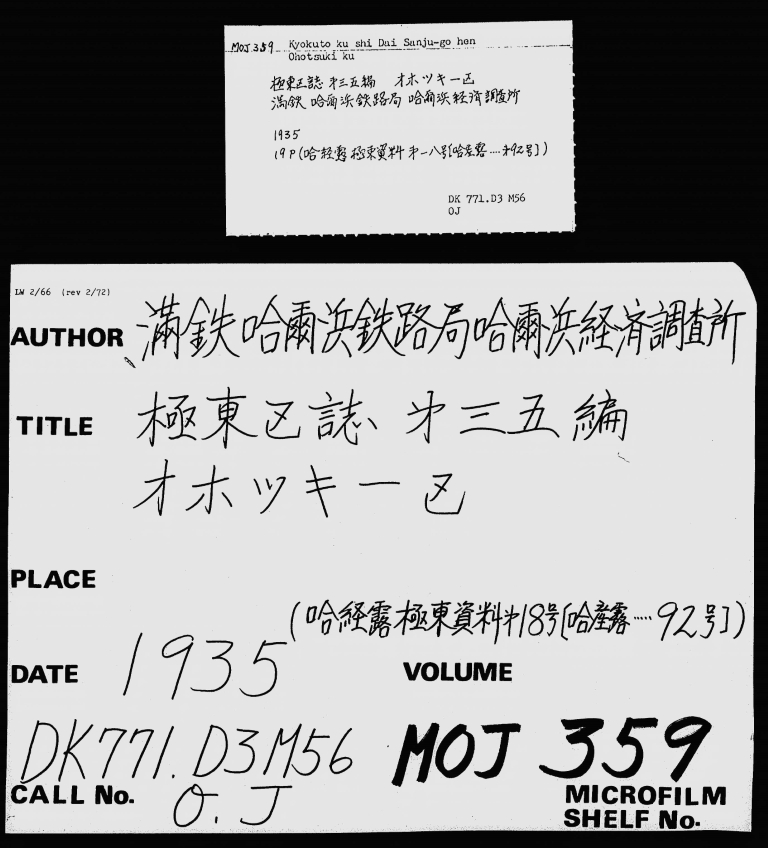 MOJ 359 Kyokuto ku shi Dai Sanju-go hen
Ohotsuki ku
極東区誌 才三五編 オホツキー区
満鉄 哈爾浜鉄路局 哈爾浜経済調査所
1935
19P(哈経露極東資料 才一八号[哈産露……才92号])
DK 771.D3 M56
OJ
LW 2/66 (rev 2/72)
AUTHOR 満鉄哈爾浜鉄路局哈爾浜経済調査所
TITLE 極東区誌、才三五編
オホツキー区
PLACE
(哈経露極東資料才18号[哈産露……92号])
DATE 1935 VOLUME
DK771.D3M56 MOJ 359
CALL No. O.J MICROFILM
SHELF No.